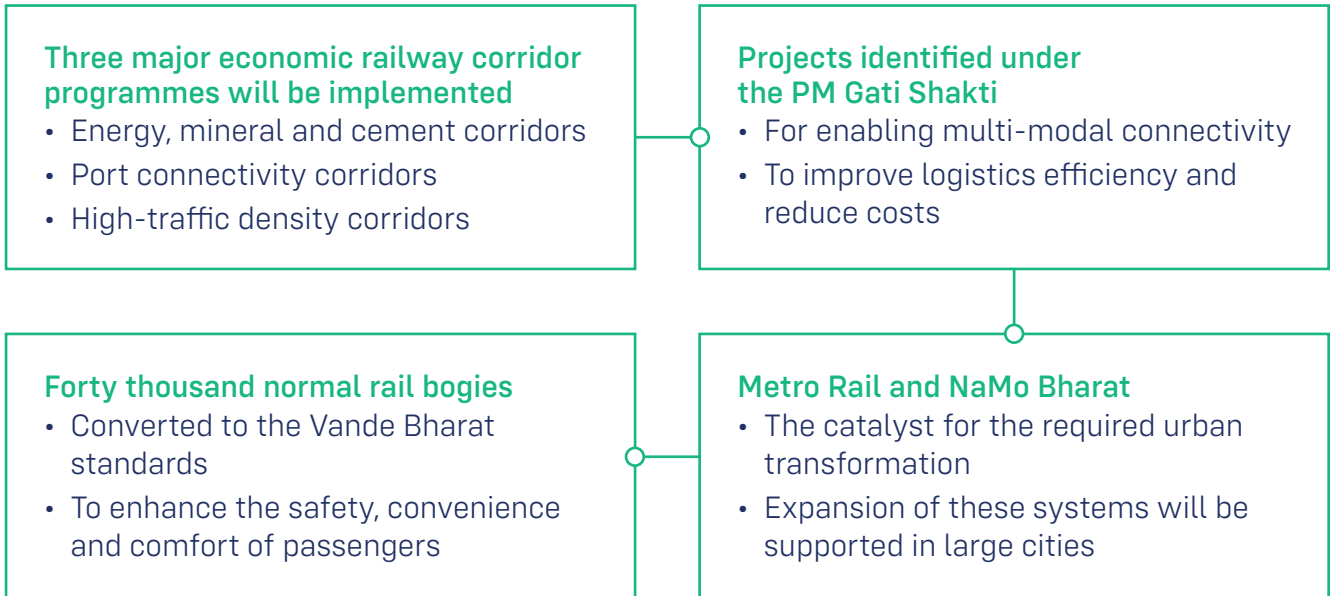 Three major economic railway corridor
programmes will be implemented
• Energy, mineral and cement corridors
• Port connectivity corridors
• High-traffic density corridors
Projects identified under
the PM Gati Shakti
• For enabling multi-modal connectivity
• To improve logistics efficiency and
reduce costs
Metro Rail and NaMo Bharat
• The catalyst for the required urban
transformation
• Expansion of these systems will be
supported in large cities
Forty thousand normal rail bogies
• Converted to the Vande Bharat
standards
• To enhance the safety, convenience
and comfort of passengers